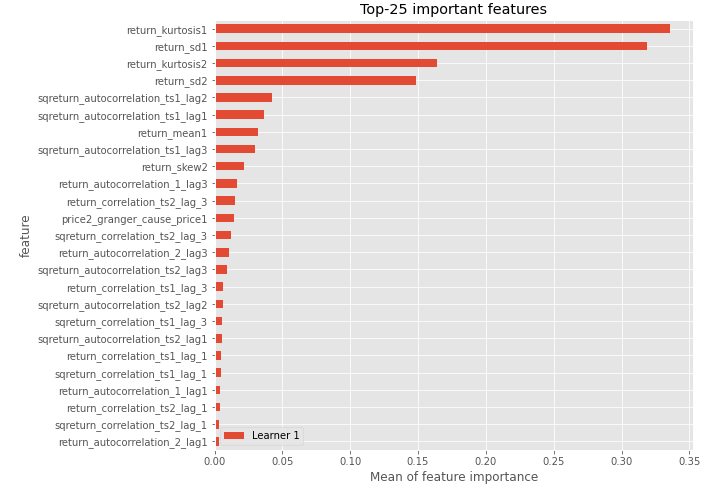 Top-25 important features
return_kurtosis1
return_sd1
return_kurtosis2
return_sd2
sqreturn_autocorrelation_ts1_lag2
sqreturn_autocorrelation_ts1_lag1
return_mean1
sqreturn_autocorrelation_ts1_lag3
return_skew2
return_autocorrelation_1_lag3
return_correlation_ts2_lag_3
price2_granger_cause_price1
sqreturn_correlation_ts2_lag_3
return_autocorrelation_2_lag3
sqreturn_autocorrelation_ts2_lag3
return_correlation_ts1_lag_3
sqreturn_autocorrelation_ts2_lag2
sqreturn_correlation_ts1_lag_3
sqreturn_autocorrelation_ts2_lag1
return_correlation_ts1_lag_1
sqreturn_correlation_ts1_lag_1
return_autocorrelation_1_lag1
return_correlation_ts2_lag_1
sqreturn_correlation_ts2_lag_1
return_autocorrelation_2_lag1
feature
Learner 1
0.00 0.05 0.10 0.15 0.20 0.25 0.30 0.35
Mean of feature importance